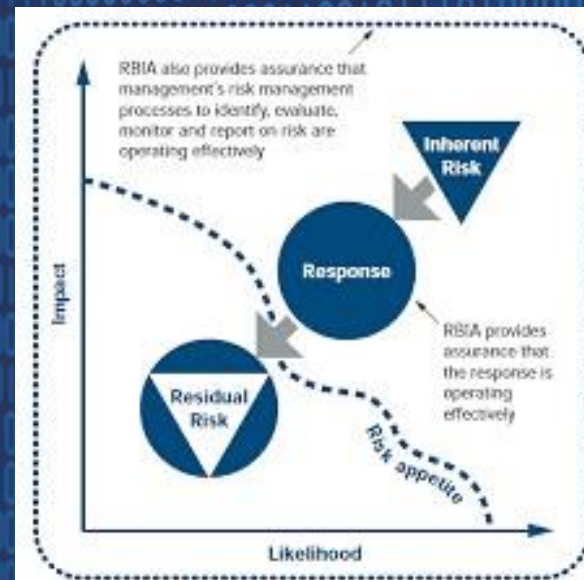 RBIA also provides assurance that
management's risk management
processes to identify, evaluate,
monitor and report on risk are
operating effectively
Inherent
Risk
Response
RBIA provides
assurance that
the response is
operating
effectively
Residual
Risk
Risk appetite
Impact
Likelihood